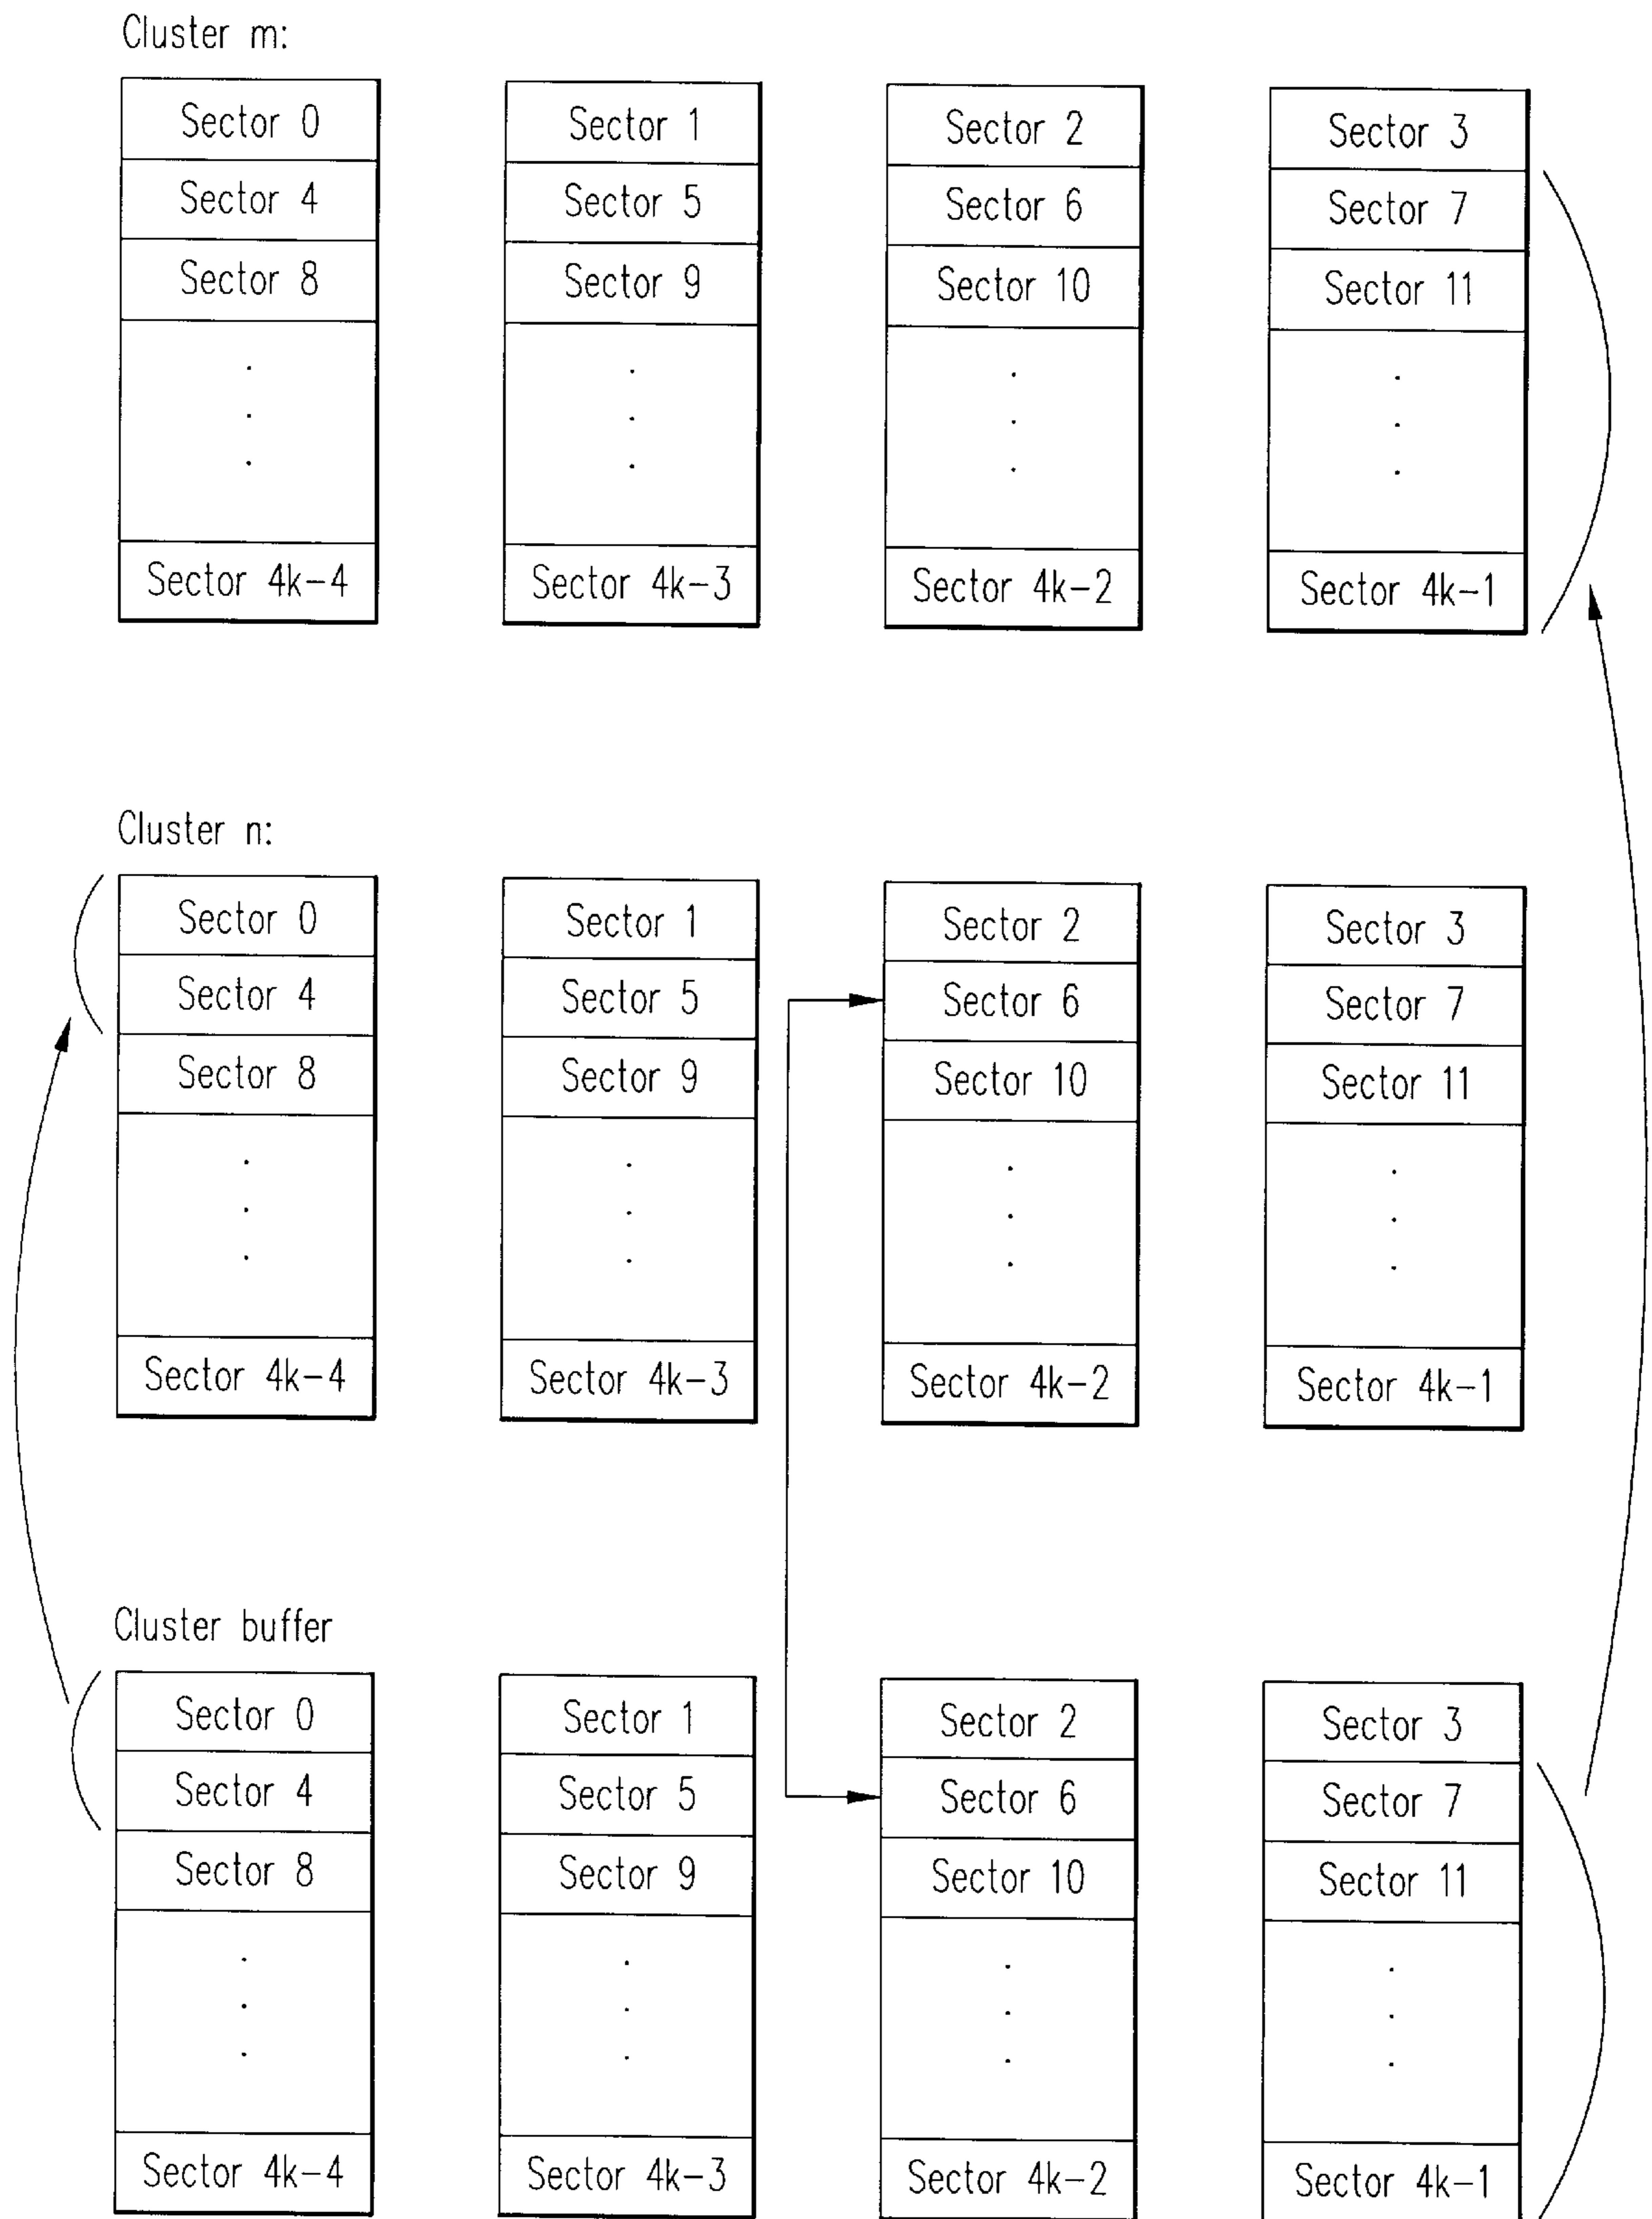 Cluster m:
Sector 0 Sector 1 Sector 2 Sector 3
Sector 4 Sector 5 Sector 6 Sector 7
Sector 8 Sector 9 Sector 10 Sector 11
Sector 4k-4 Sector 4k-3 Sector 4k-2 Sector 4k-1
Cluster n:
Sector 0 Sector 1 Sector 2 Sector 3
Sector 4 Sector 5 Sector 6 Sector 7
Sector 8 Sector 9 Sector 10 Sector 11
Sector 4k-4 Sector 4k-3 Sector 4k-2 Sector 4k-1
Cluster buffer
Sector 0 Sector 1 Sector 2 Sector 3
Sector 4 Sector 5 Sector 6 Sector 7
Sector 8 Sector 9 Sector 10 Sector 11
Sector 4k-4 Sector 4k-3 Sector 4k-2 Sector 4k-1